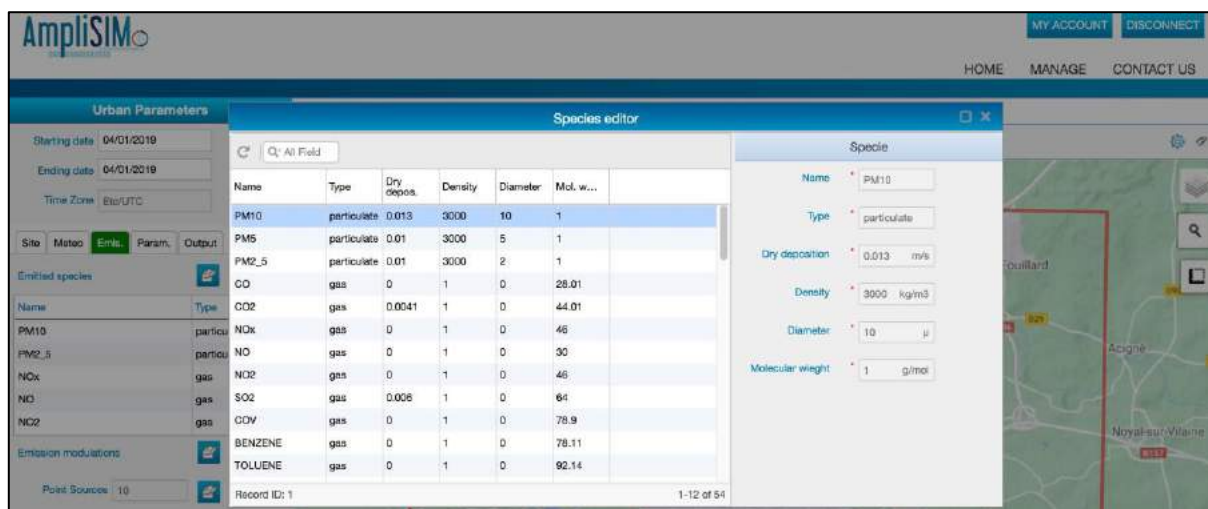 AmpliSIM
MY ACCOUNT DISCONNECT
HOME MANAGE CONTACT US
Urban Parameters
Starting date 04/01/2019
Ending date 04/01/2019
Time Zone Etc/UTC
Site Meteo Emis. Param. Output
Emitted species
Name Type
PM10 particu
PM2_5 particu
NOx gas
NO gas
NO2 gas
Emission modulations
Point Sources 10
Species editor
All Field
Name Type Dry depos. Density Diameter Mol. w...
PM10 particulate 0.013 3000 10 1
PM5 particulate 0.01 3000 5 1
PM2_5 particulate 0.01 3000 2 1
CO gas 0 1 0 28.01
CO2 gas 0.0041 1 0 44.01
NOx gas 0 1 0 46
NO gas 0 1 0 30
NO2 gas 0 1 0 46
SO2 gas 0.006 1 0 64
COV gas 0 1 0 78.9
BENZENE gas 0 1 0 78.11
TOLUENE gas 0 1 0 92.14
Record ID: 1 1-12 of 54
Specie
Name * PM10
Type * particulate
Dry deposition * 0.013 m/s
Density * 3000 kg/m3
Diameter * 10 µ
Molecular wieght * 1 g/mol
Fouillard
Acigné
Noyal-sur-Vilaine